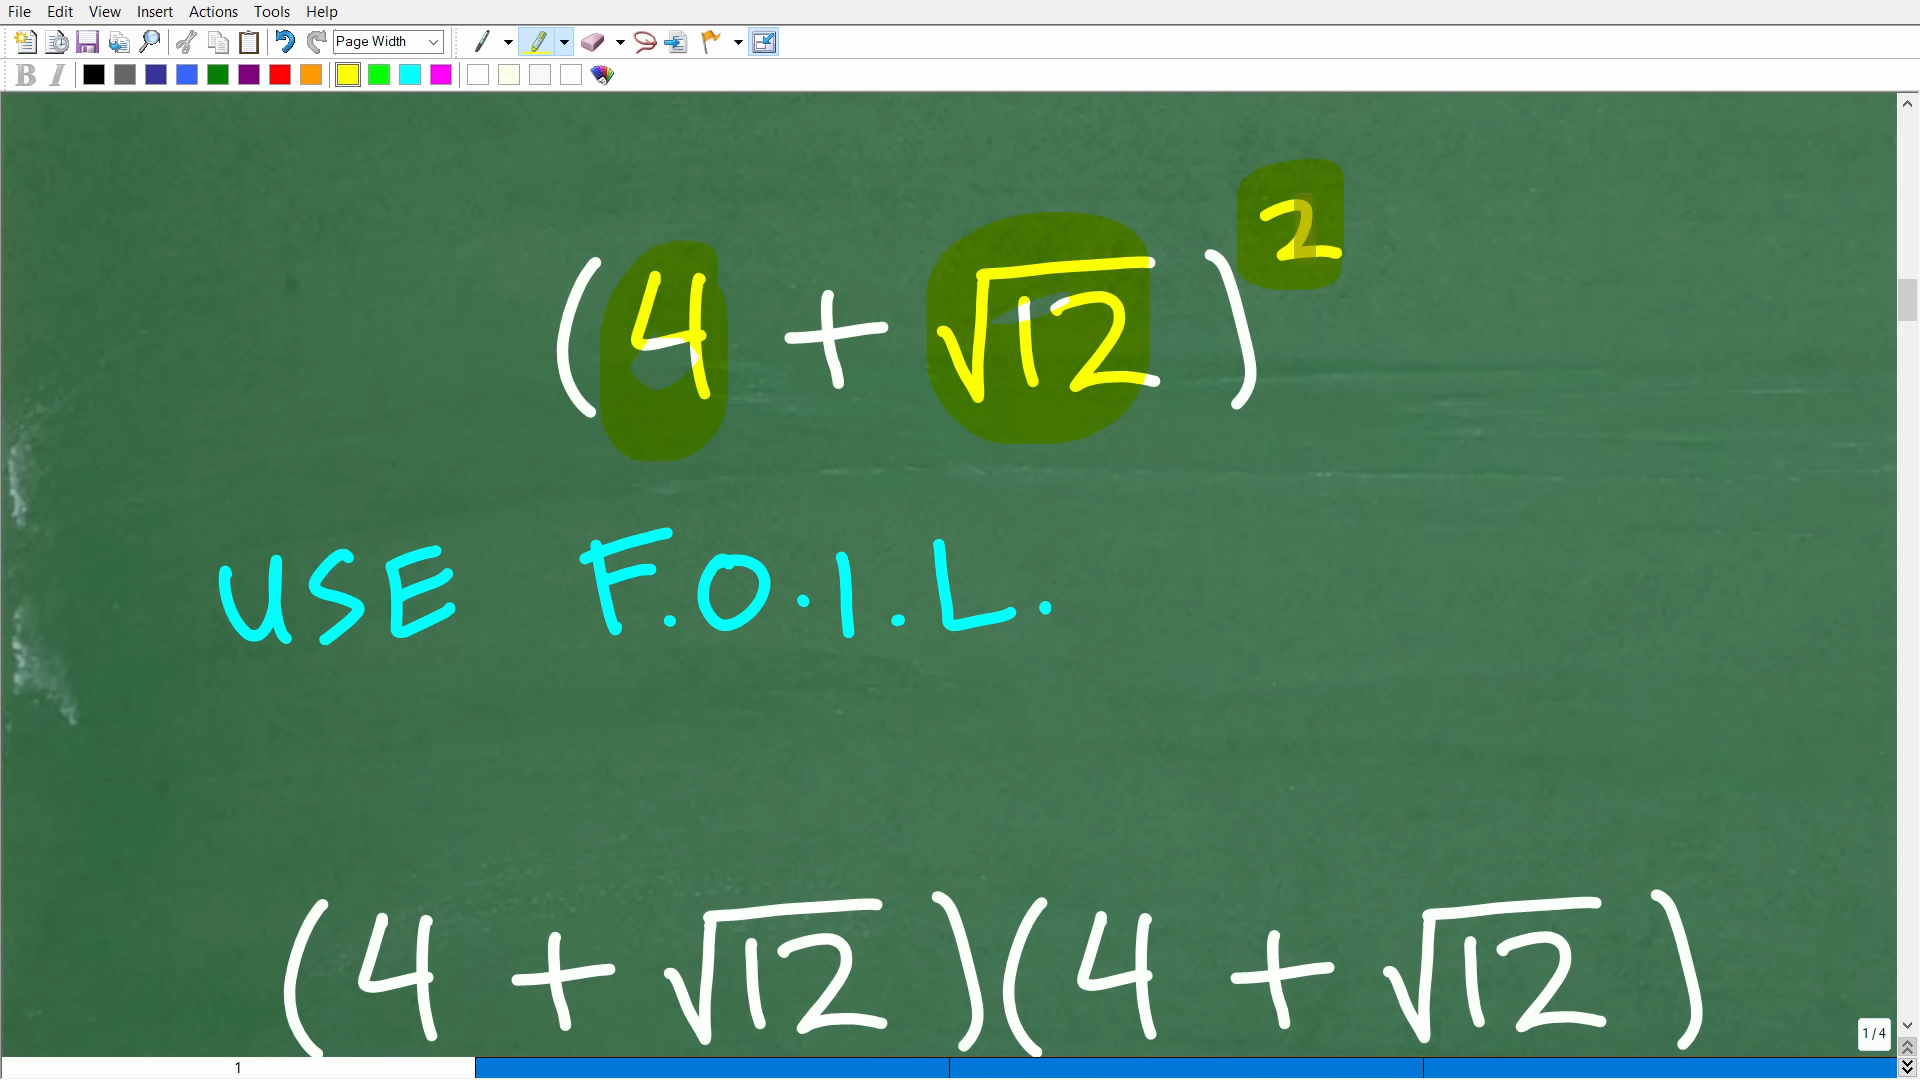 File Edit View Insert Actions Tools Help
Page Width
B I
(4 + √12)²
USE F.O.I.L.
(4 + √12)(4 + √12)
1 / 4
1